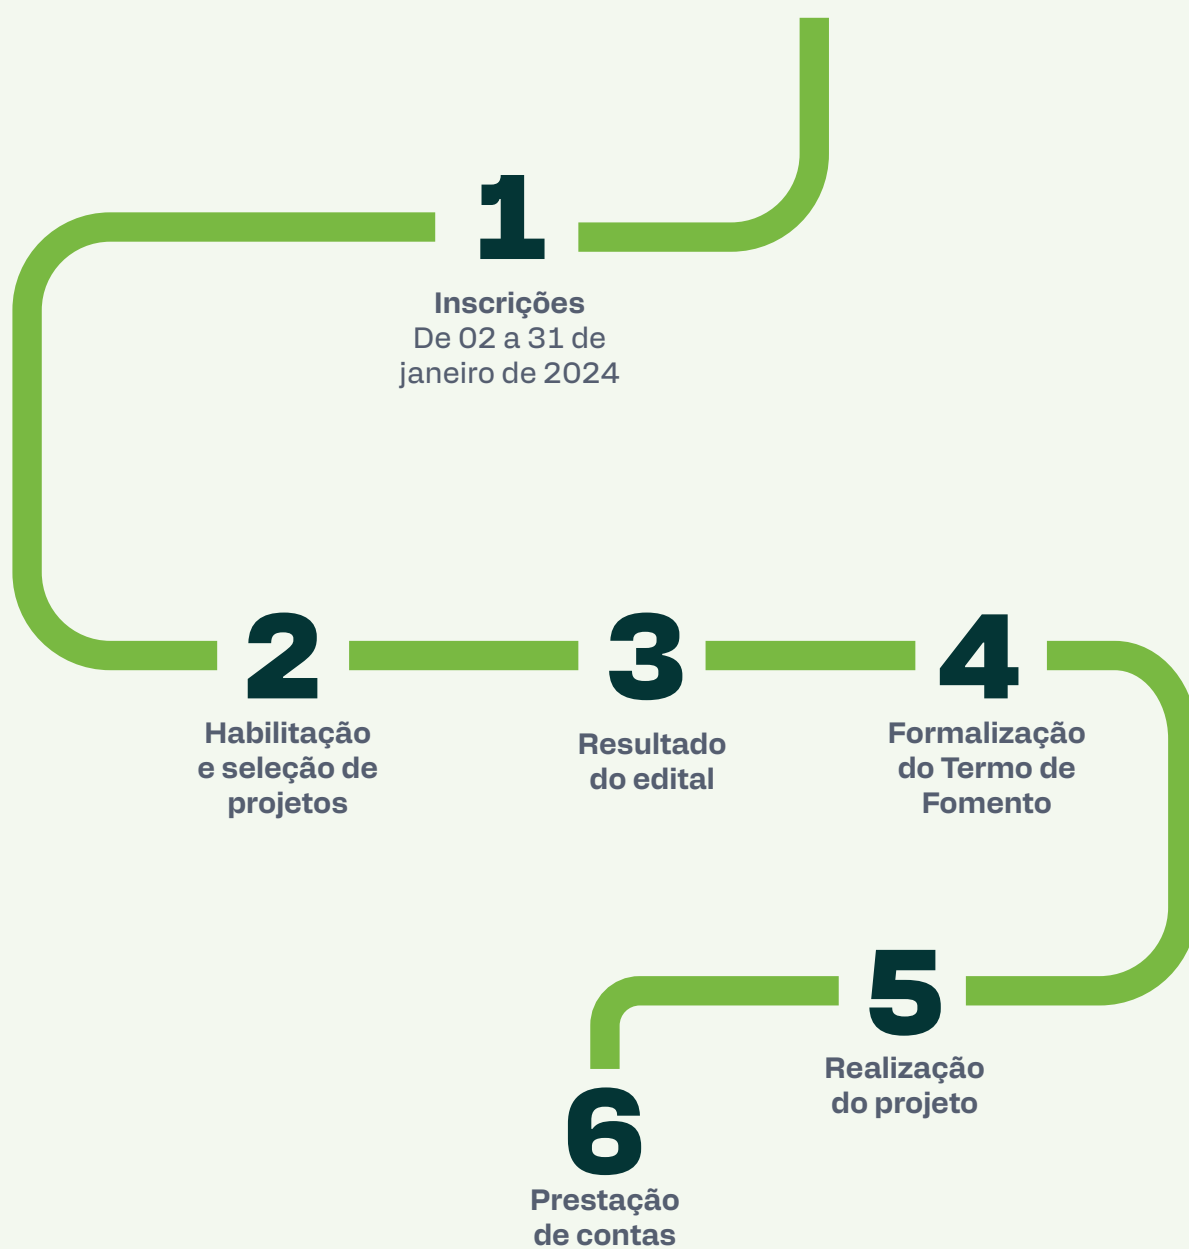 1
Inscrições
De 02 a 31 de
janeiro de 2024
2
Habilitação
e seleção de
projetos
3
Resultado
do edital
4
Formalização
do Termo de
Fomento
5
Realização
do projeto
6
Prestação
de contas